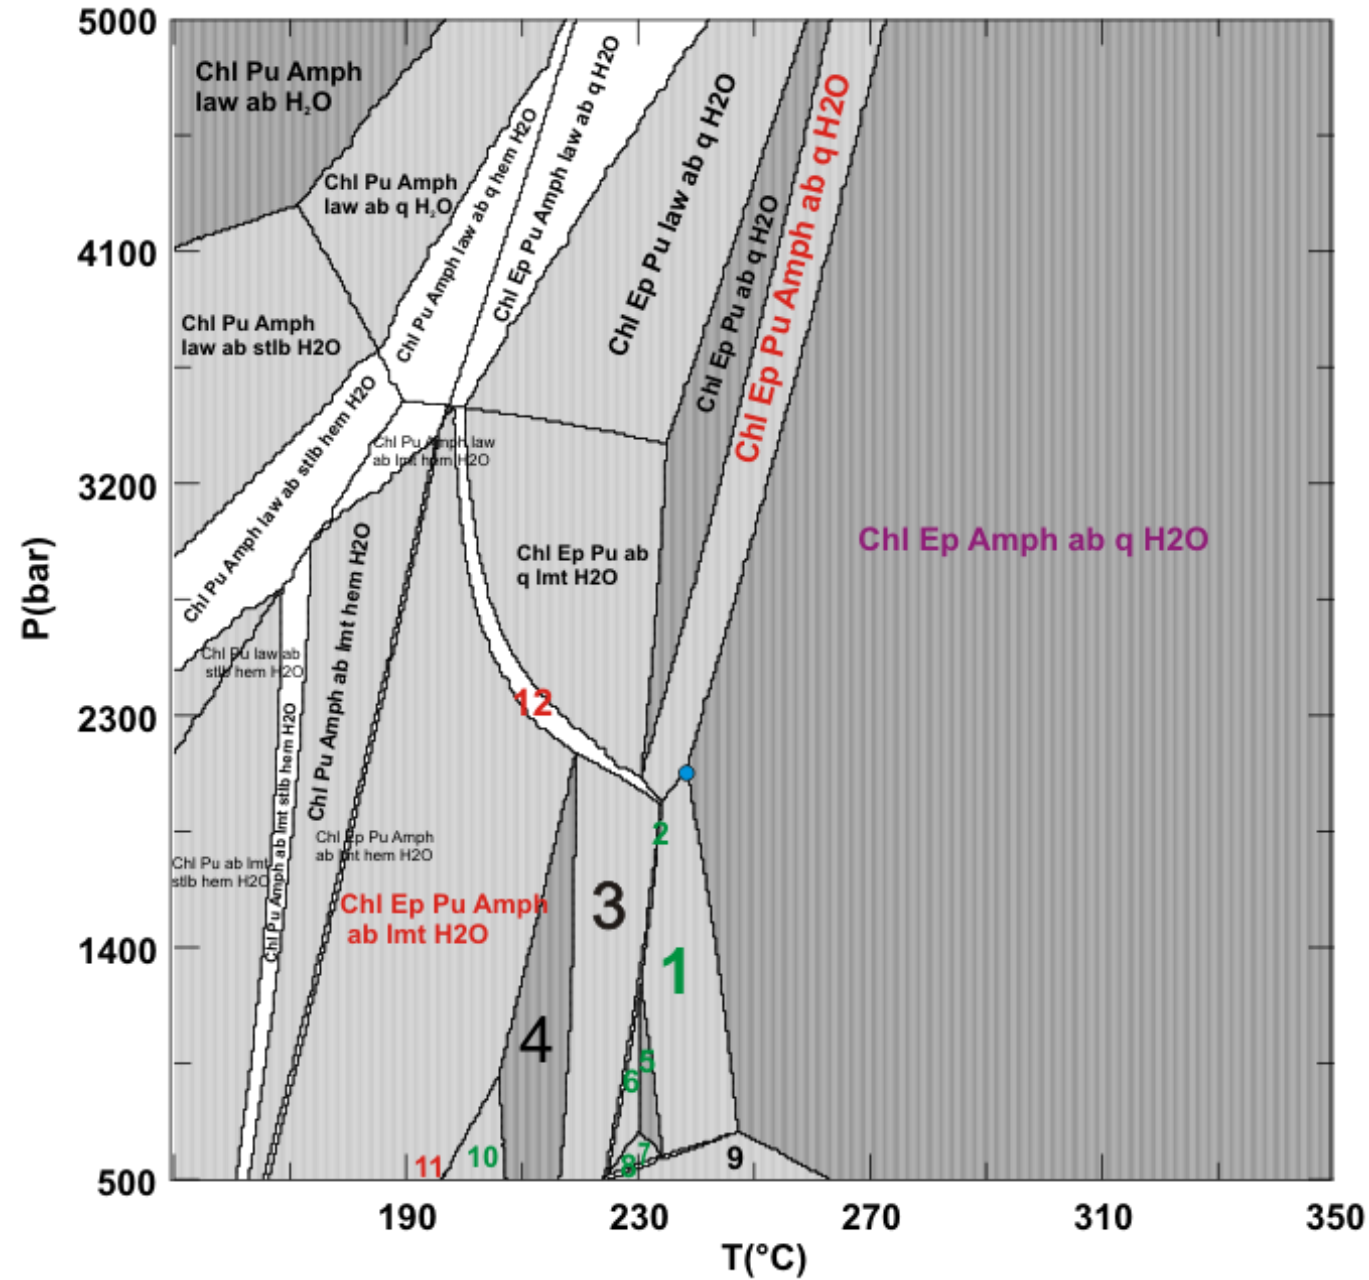 5000
4100
3200
2300
1400
500
P(bar)
190
230
270
310
350
T(°C)
Chl Pu Amph
law ab H₂O
Chl Pu Amph
law ab q H₂O
Chl Pu Amph
law ab stlb H2O
Chl Pu Amph law ab q hem H2O
Chl Ep Pu Amph law ab q H2O
Chl Ep Pu law ab q H2O
Chl Ep Pu ab q H2O
Chl Ep Pu Amph ab q H2O
Chl Pu Amph law ab stlb hem H2O
Chl Pu Amph law
ab lmt hem H2O
Chl Ep Pu ab
q lmt H2O
Chl Ep Amph ab q H2O
Chl Pu law ab
stlb hem H2O
Chl Pu Amph ab lmt stlb hem H2O
Chl Pu Amph ab lmt hem H2O
Chl Pu ab lmt
stlb hem H2O
Chl Ep Pu Amph
ab lmt hem H2O
Chl Ep Pu Amph
ab lmt H2O
12
2
3
1
4
5
6
7
8
9
10
11